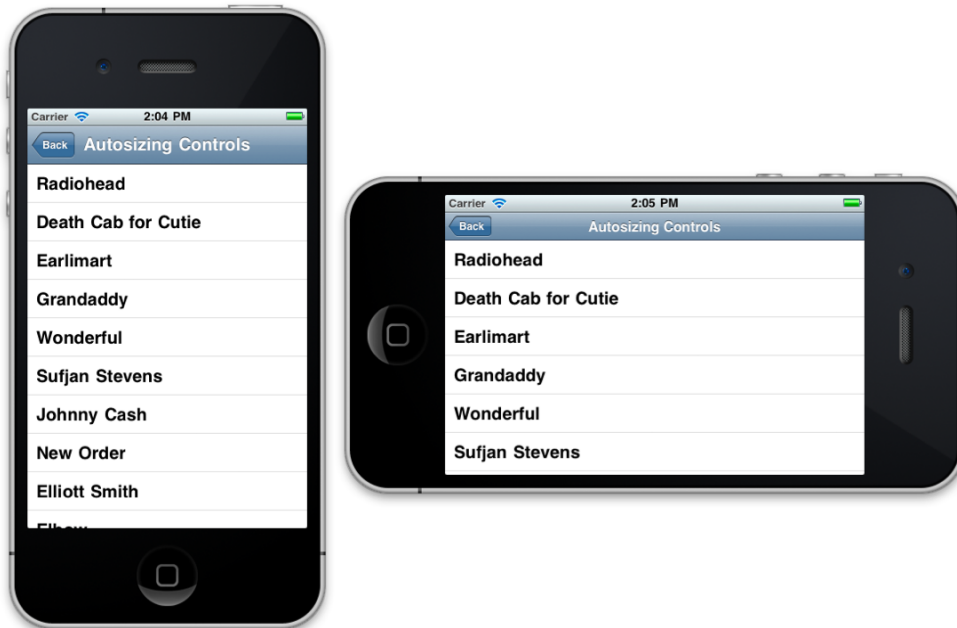 Carrier 2:04 PM
Back Autosizing Controls
Radiohead
Death Cab for Cutie
Earlimart
Grandaddy
Wonderful
Sufjan Stevens
Johnny Cash
New Order
Elliott Smith
Elbow
Carrier 2:05 PM
Back Autosizing Controls
Radiohead
Death Cab for Cutie
Earlimart
Grandaddy
Wonderful
Sufjan Stevens